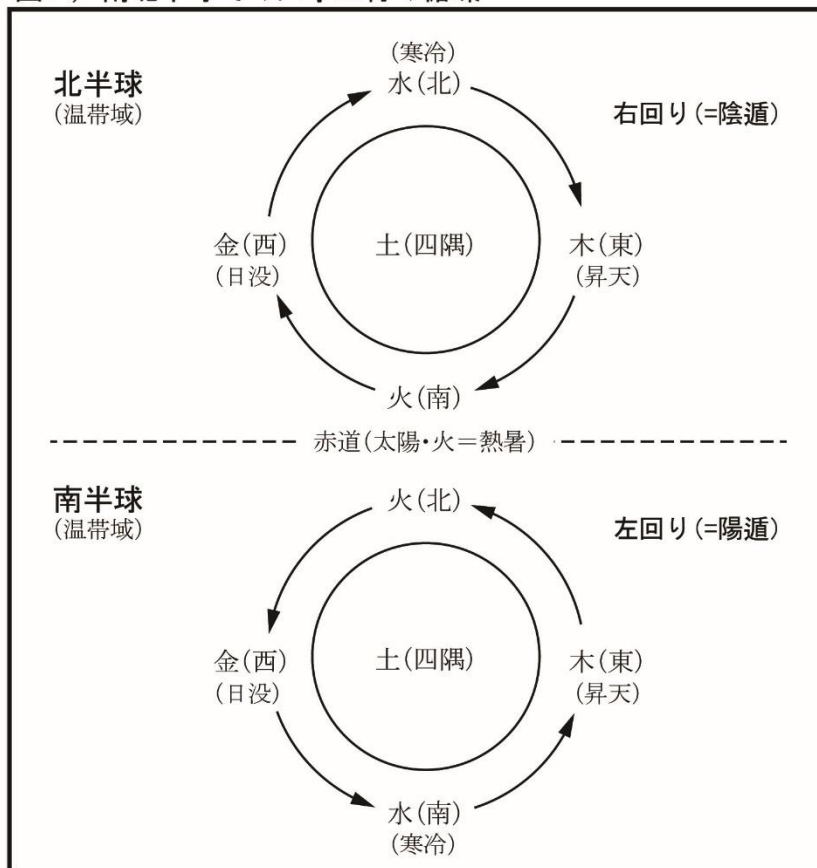 (寒冷)
北半球
水(北)
(温帯域)
右回り(=陰遁)
金(西)
土(四隅)
木(東)
(日没)
(昇天)
火(南)
赤道(太陽・火＝熱暑)
南半球
火(北)
(温帯域)
左回り(=陽遁)
金(西)
土(四隅)
木(東)
(日没)
(昇天)
水(南)
(寒冷)